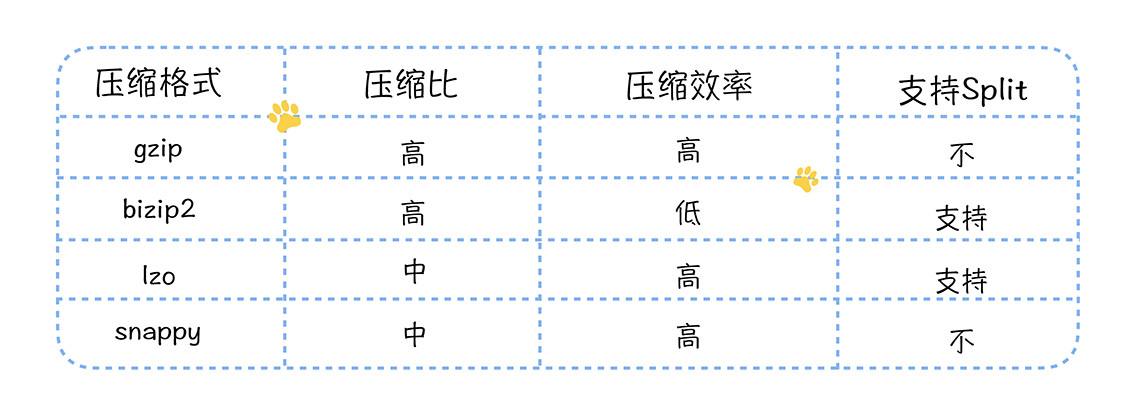 压缩格式 压缩比 压缩效率 支持Split
gzip 高 高 不
bizip2 高 低 支持
lzo 中 高 支持
snappy 中 高 不